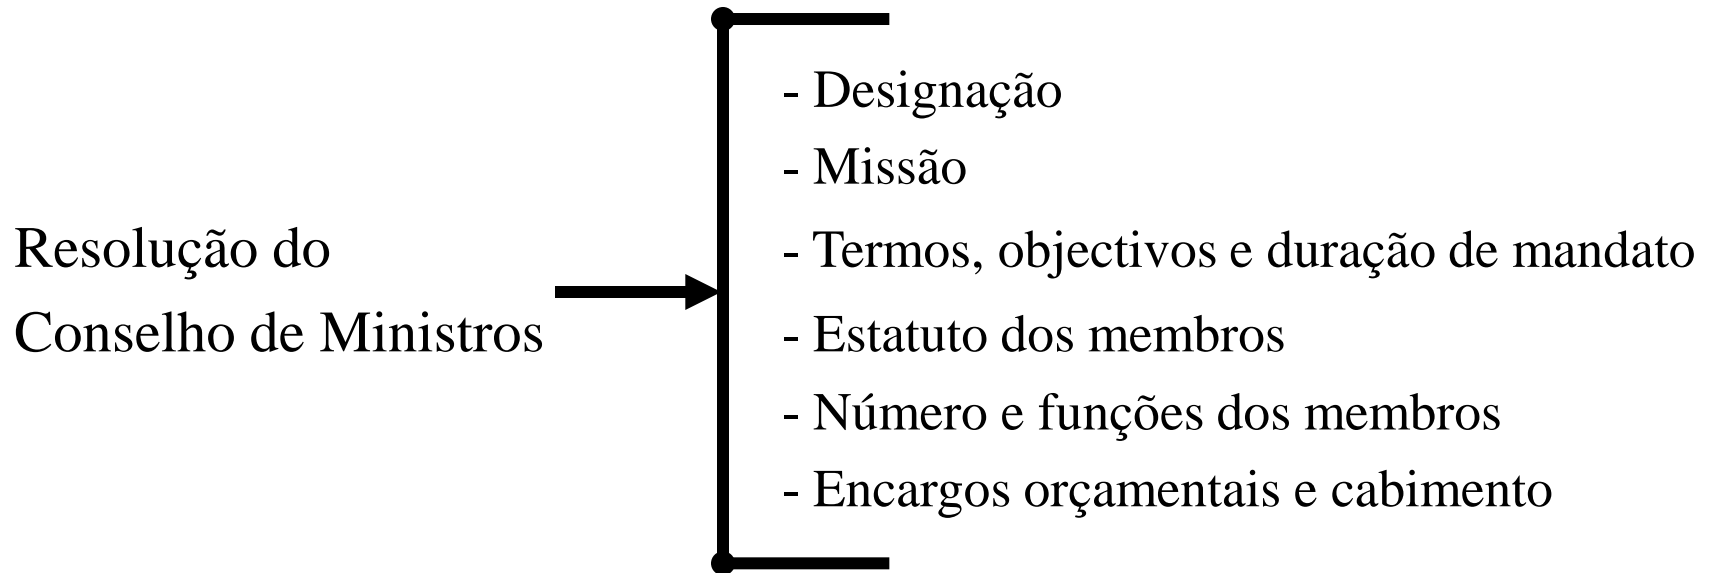 Resolução do
Conselho de Ministros
- Designação
- Missão
- Termos, objectivos e duração de mandato
- Estatuto dos membros
- Número e funções dos membros
- Encargos orçamentais e cabimento